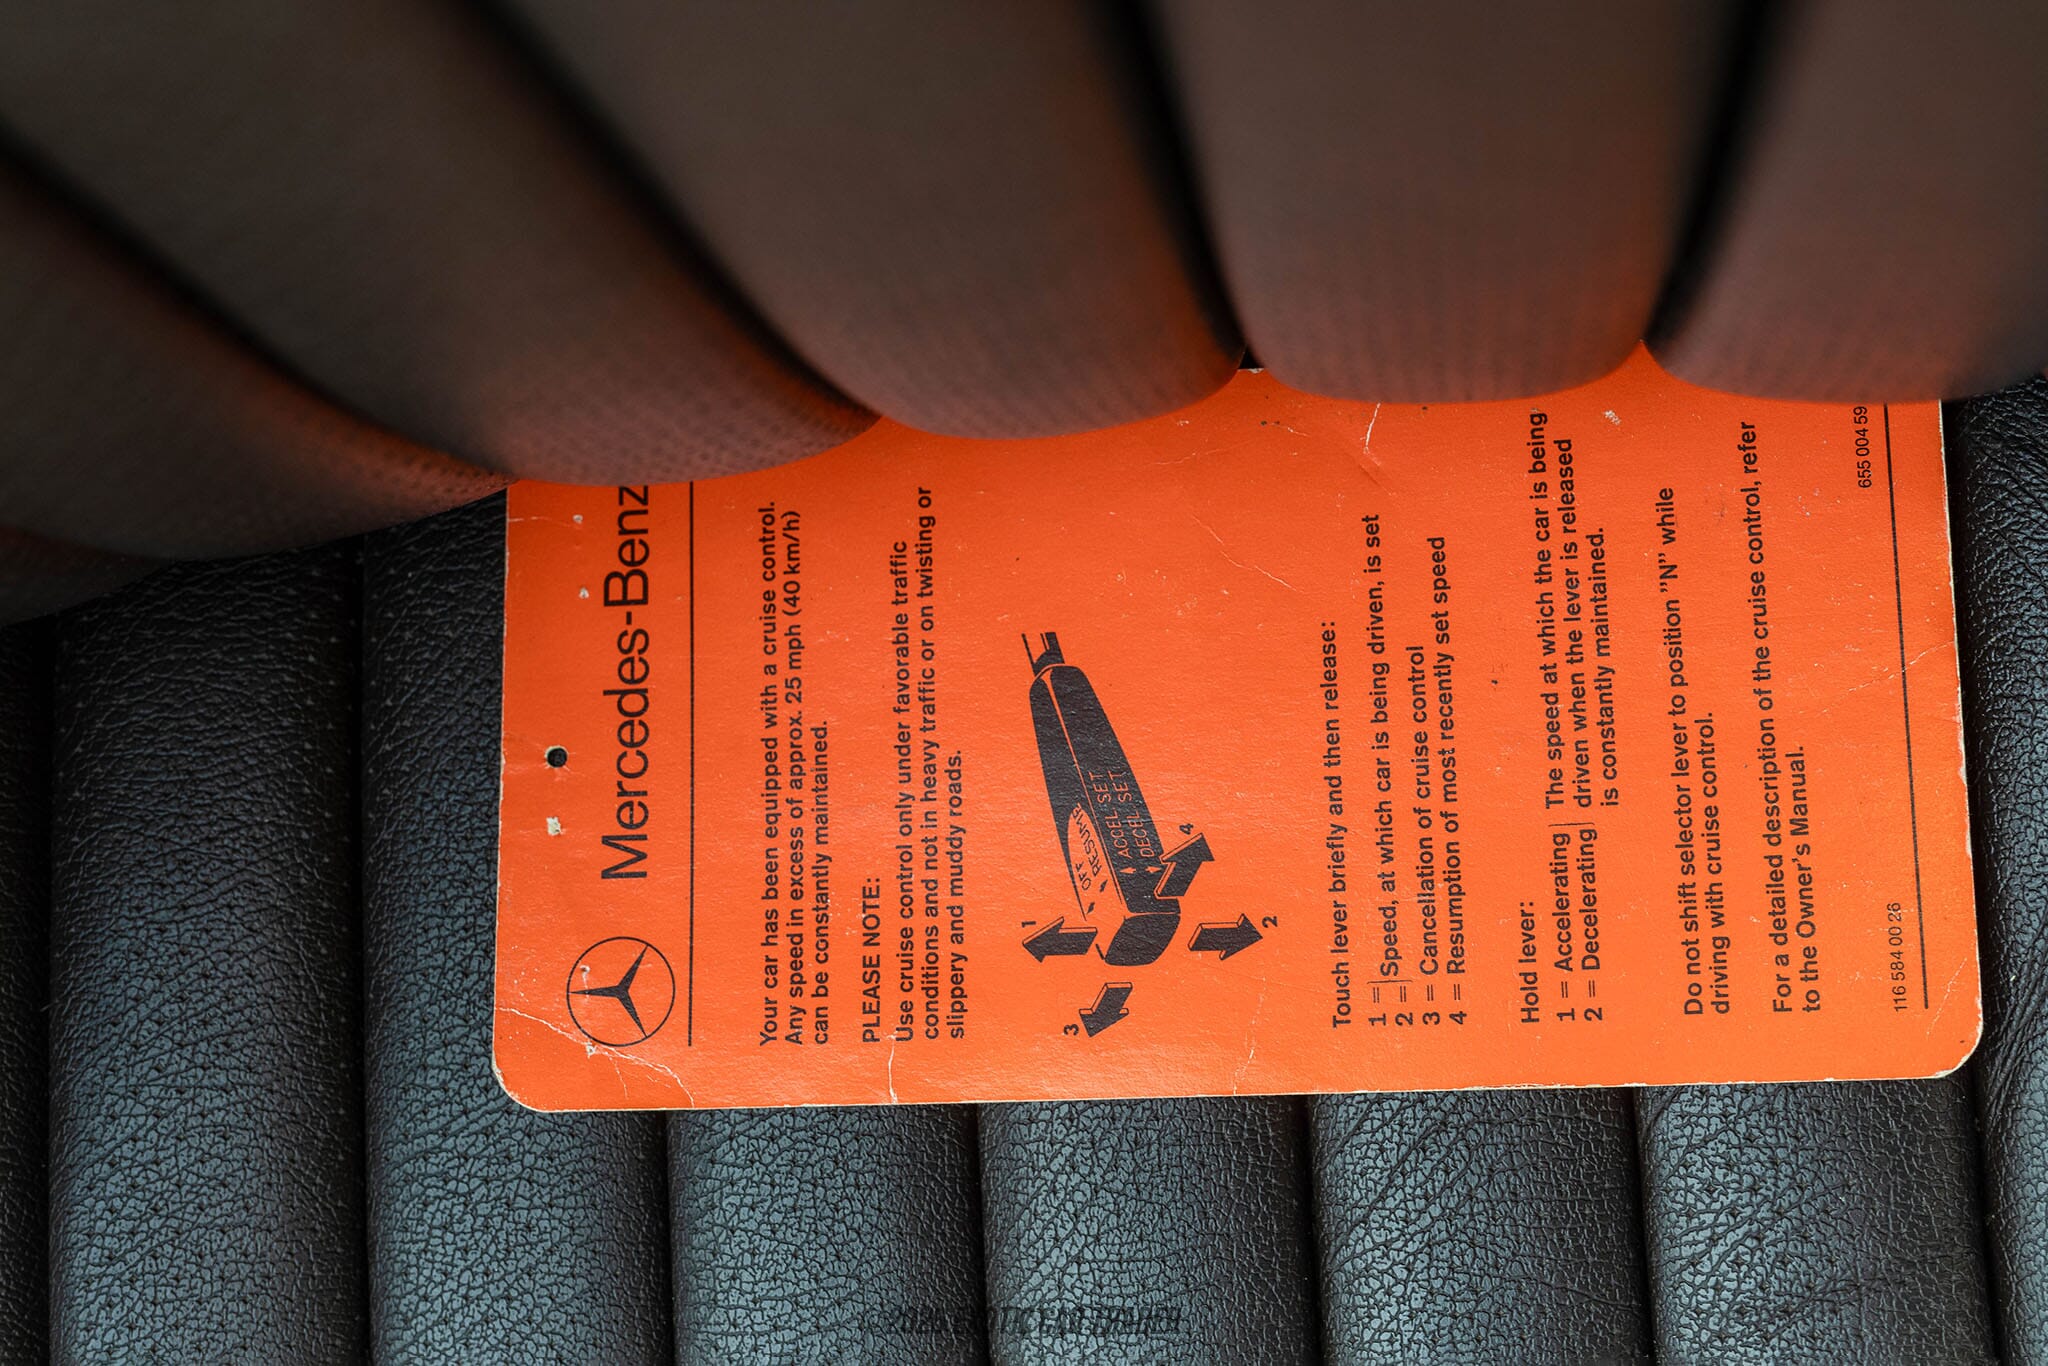 Mercedes-Benz
Your car has been equipped with a cruise control.
Any speed in excess of approx. 25 mph (40 km/h)
can be constantly maintained.
PLEASE NOTE:
Use cruise control only under favorable traffic
conditions and not in heavy traffic or on twisting or
slippery and muddy roads.
1
OFF
RESUME
ACCEL SET
DECEL SET
4
3
2
Touch lever briefly and then release:
1 = Speed, at which car is being driven, is set
2 =
3 = Cancellation of cruise control
4 = Resumption of most recently set speed
Hold lever:
1 = Accelerating The speed at which the car is being
2 = Decelerating driven when the lever is released
is constantly maintained.
Do not shift selector lever to position "N" while
driving with cruise control.
For a detailed description of the cruise control, refer
to the Owner's Manual.
116 584 00 26 655 004 59